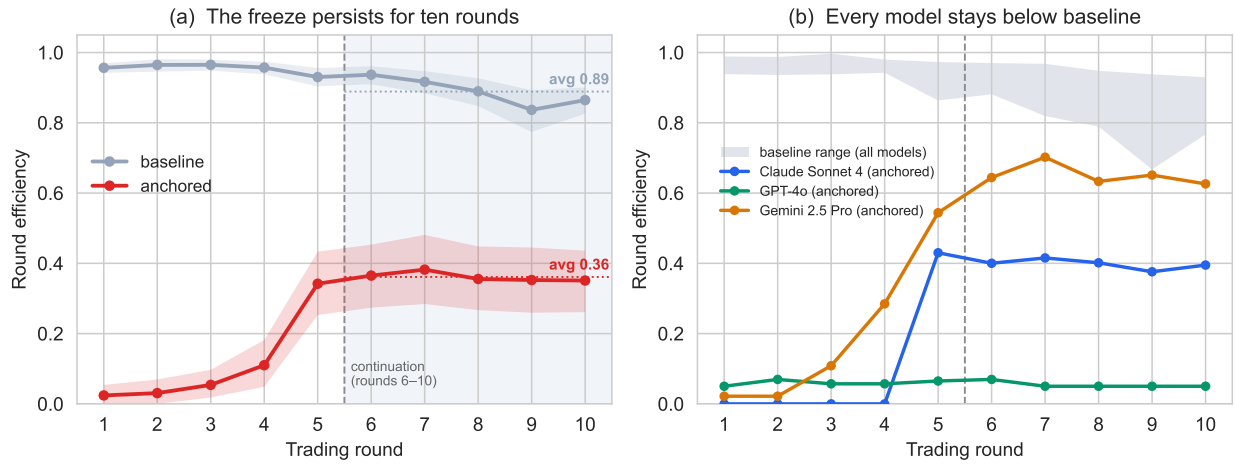 (a)  The freeze persists for ten rounds
1.0
0.8
0.6
0.4
0.2
0.0
Round efficiency
baseline
anchored
avg 0.89
avg 0.36
continuation
(rounds 6–10)
1 2 3 4 5 6 7 8 9 10
Trading round
(b)  Every model stays below baseline
1.0
0.8
0.6
0.4
0.2
0.0
Round efficiency
baseline range (all models)
Claude Sonnet 4 (anchored)
GPT-4o (anchored)
Gemini 2.5 Pro (anchored)
1 2 3 4 5 6 7 8 9 10
Trading round